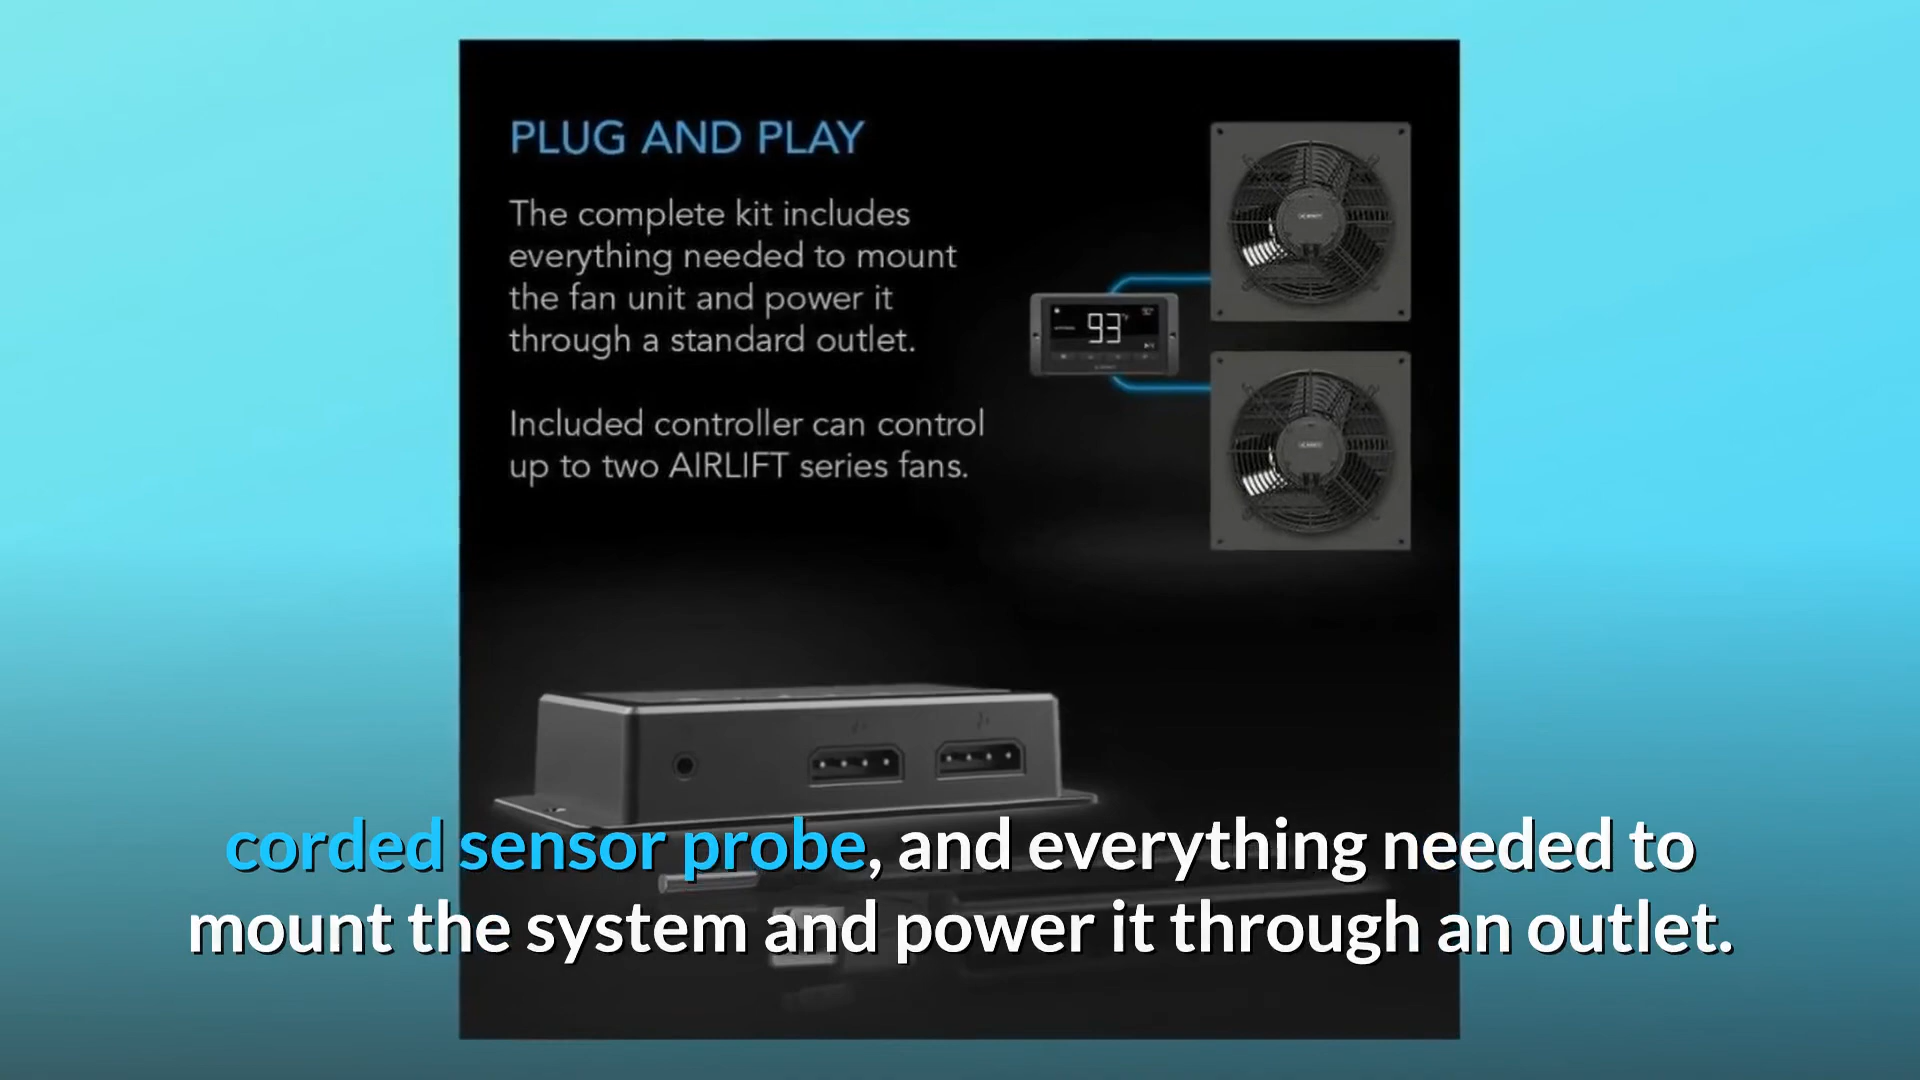 PLUG AND PLAY
The complete kit includes
everything needed to mount
the fan unit and power it
through a standard outlet.
Included controller can control
up to two AIRLIFT series fans.
93
corded sensor probe, and everything needed to
mount the system and power it through an outlet.